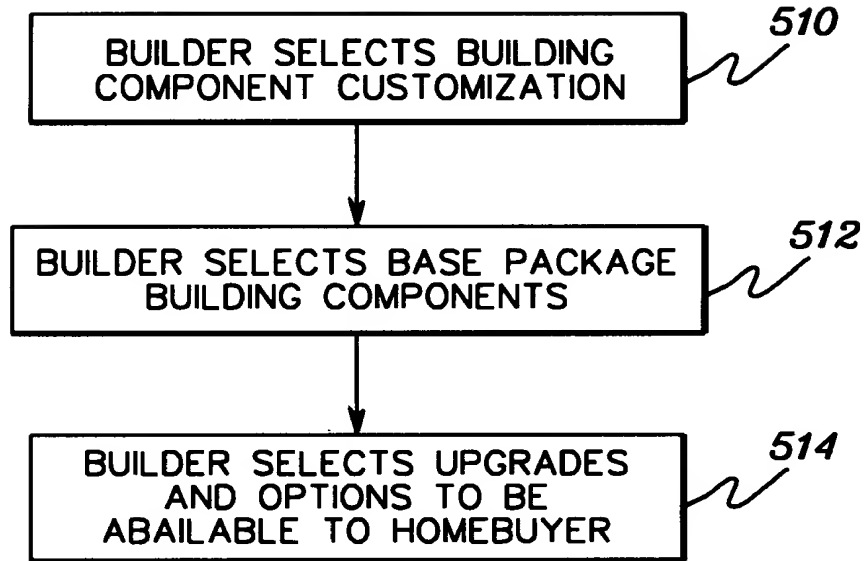 BUILDER SELECTS BUILDING
COMPONENT CUSTOMIZATION
510
BUILDER SELECTS BASE PACKAGE
BUILDING COMPONENTS
512
BUILDER SELECTS UPGRADES
AND OPTIONS TO BE
ABAILABLE TO HOMEBUYER
514